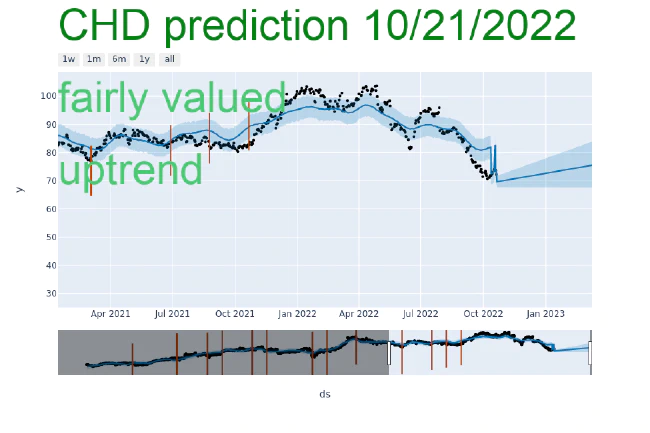 CHD prediction 10/21/2022
1w 1m 6m 1y all
fairly valued
uptrend
100
90
80
70
60
50
40
30
y
Apr 2021 Jul 2021 Oct 2021 Jan 2022 Apr 2022 Jul 2022 Oct 2022 Jan 2023
ds